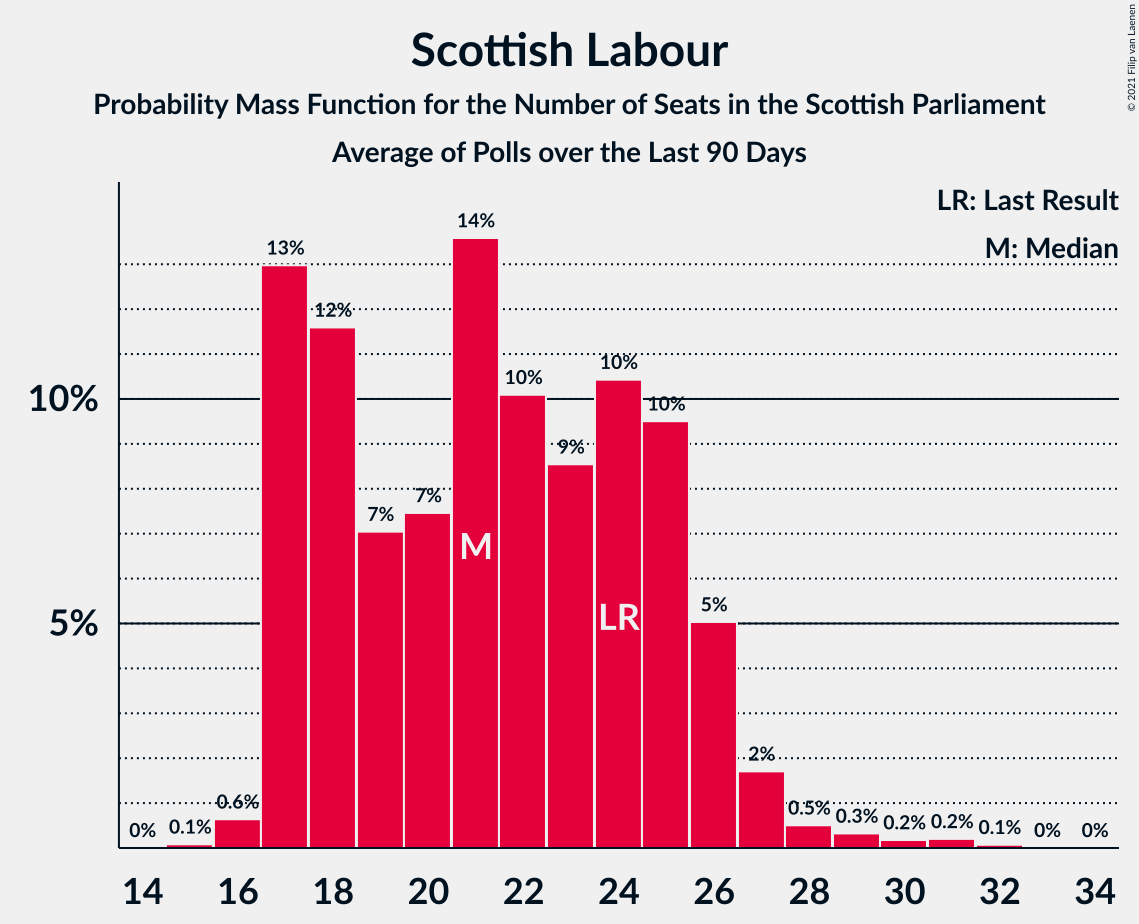 Scottish Labour
Probability Mass Function for the Number of Seats in the Scottish Parliament
Average of Polls over the Last 90 Days
© 2021 Filip van Laenen
LR: Last Result
M: Median
10%
5%
0%
0.1%
0.6%
13%
12%
7%
7%
14%
10%
9%
10%
10%
5%
2%
0.5%
0.3%
0.2%
0.2%
0.1%
0%
0%
M
LR
14 16 18 20 22 24 26 28 30 32 34